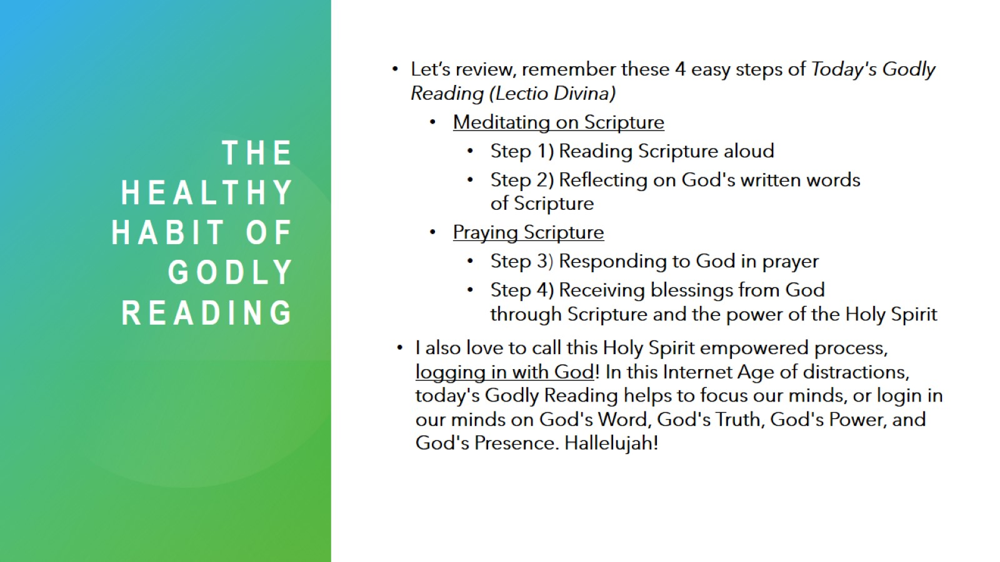 THE
HEALTHY
HABIT OF
GODLY
READING
• Let‘s review, remember these 4 easy steps of Today's Godly
Reading (Lectio Divina)
• Meditating on Scripture
• Step 1) Reading Scripture aloud
• Step 2) Reflecting on God's written words
of Scripture
• Praying Scripture
• Step 3) Responding to God in prayer
• Step 4) Receiving blessings from God
through Scripture and the power of the Holy Spirit
• I also love to call this Holy Spirit empowered process,
logging in with God! In this Internet Age of distractions,
today's Godly Reading helps to focus our minds, or login in
our minds on God's Word, God's Truth, God's Power, and
God's Presence. Hallelujah!